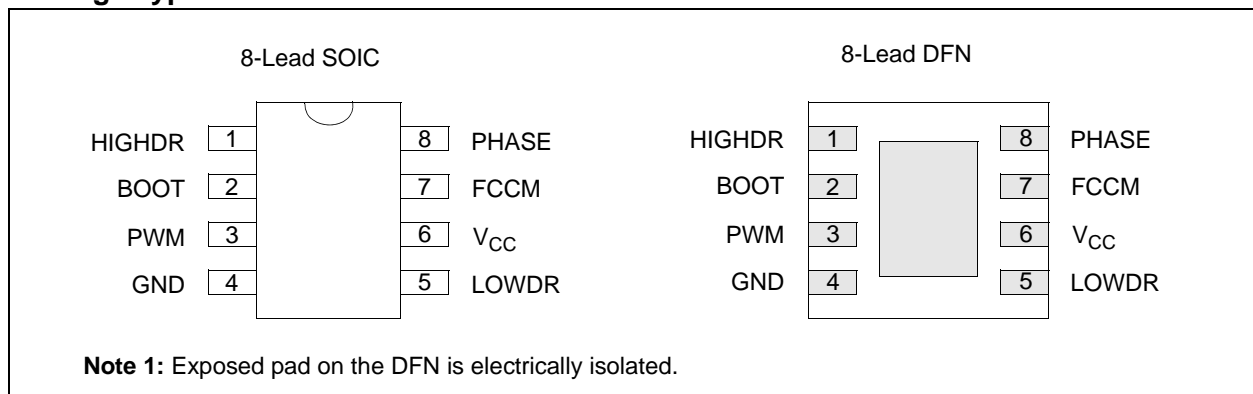 8-Lead SOIC
HIGHDR 1 8 PHASE
BOOT 2 7 FCCM
PWM 3 6 VCC
GND 4 5 LOWDR
8-Lead DFN
HIGHDR 1 8 PHASE
BOOT 2 7 FCCM
PWM 3 6 VCC
GND 4 5 LOWDR
Note 1: Exposed pad on the DFN is electrically isolated.